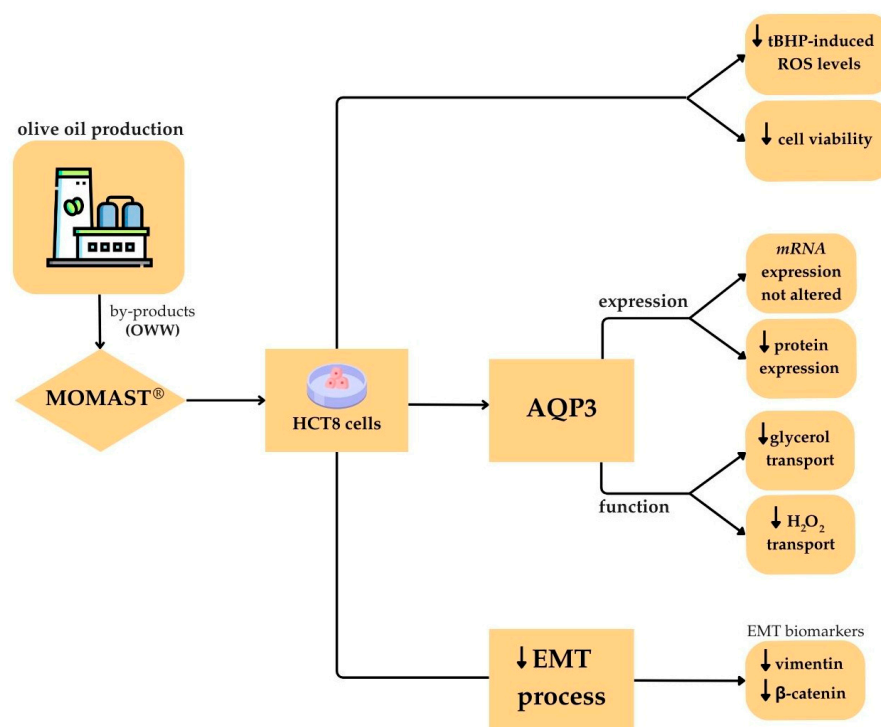 olive oil production
by-products
(OWW)
MOMAST®
HCT8 cells
↓ tBHP-induced
ROS levels
↓ cell viability
expression
AQP3
function
mRNA
expression
not altered
↓ protein
expression
↓glycerol
transport
↓ H₂O₂
transport
↓EMT
process
EMT biomarkers
↓vimentin
↓β-catenin